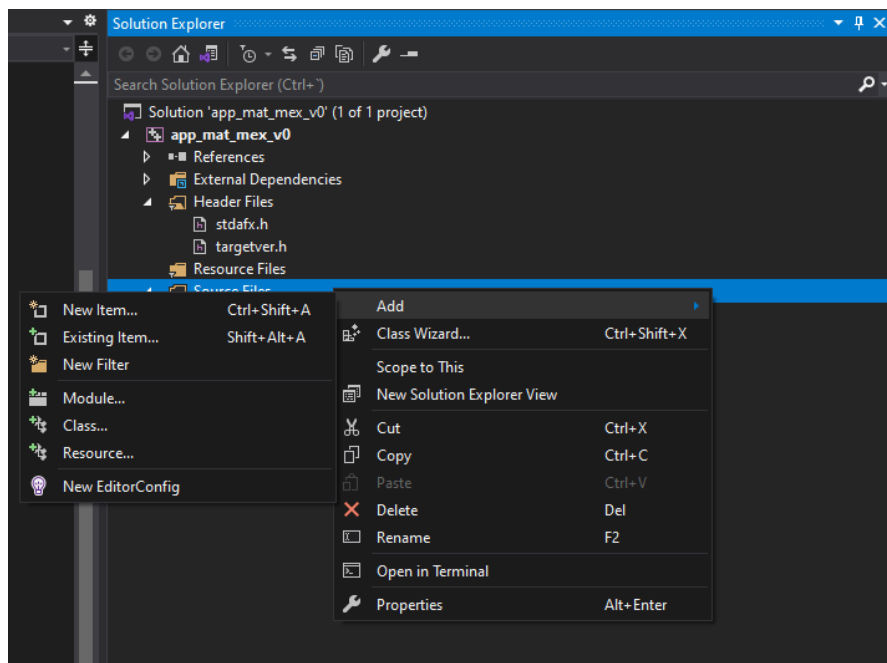 Solution Explorer
Search Solution Explorer (Ctrl+¨)
Solution 'app_mat_mex_v0' (1 of 1 project)
app_mat_mex_v0
References
External Dependencies
Header Files
stdafx.h
targetver.h
Resource Files
Source Files
New Item... Ctrl+Shift+A
Existing Item... Shift+Alt+A
New Filter
Module...
Class...
Resource...
New EditorConfig
Add
Class Wizard... Ctrl+Shift+X
Scope to This
New Solution Explorer View
Cut Ctrl+X
Copy Ctrl+C
Paste Ctrl+V
Delete Del
Rename F2
Open in Terminal
Properties Alt+Enter